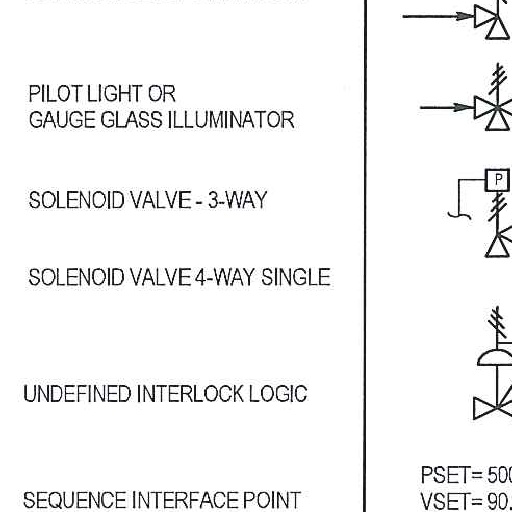 PILOT LIGHT OR
GAUGE GLASS ILLUMINATOR
SOLENOID VALVE - 3-WAY
P
SOLENOID VALVE 4-WAY SINGLE
UNDEFINED INTERLOCK LOGIC
PSET= 500
SEQUENCE INTERFACE POINT
VSET= 90.